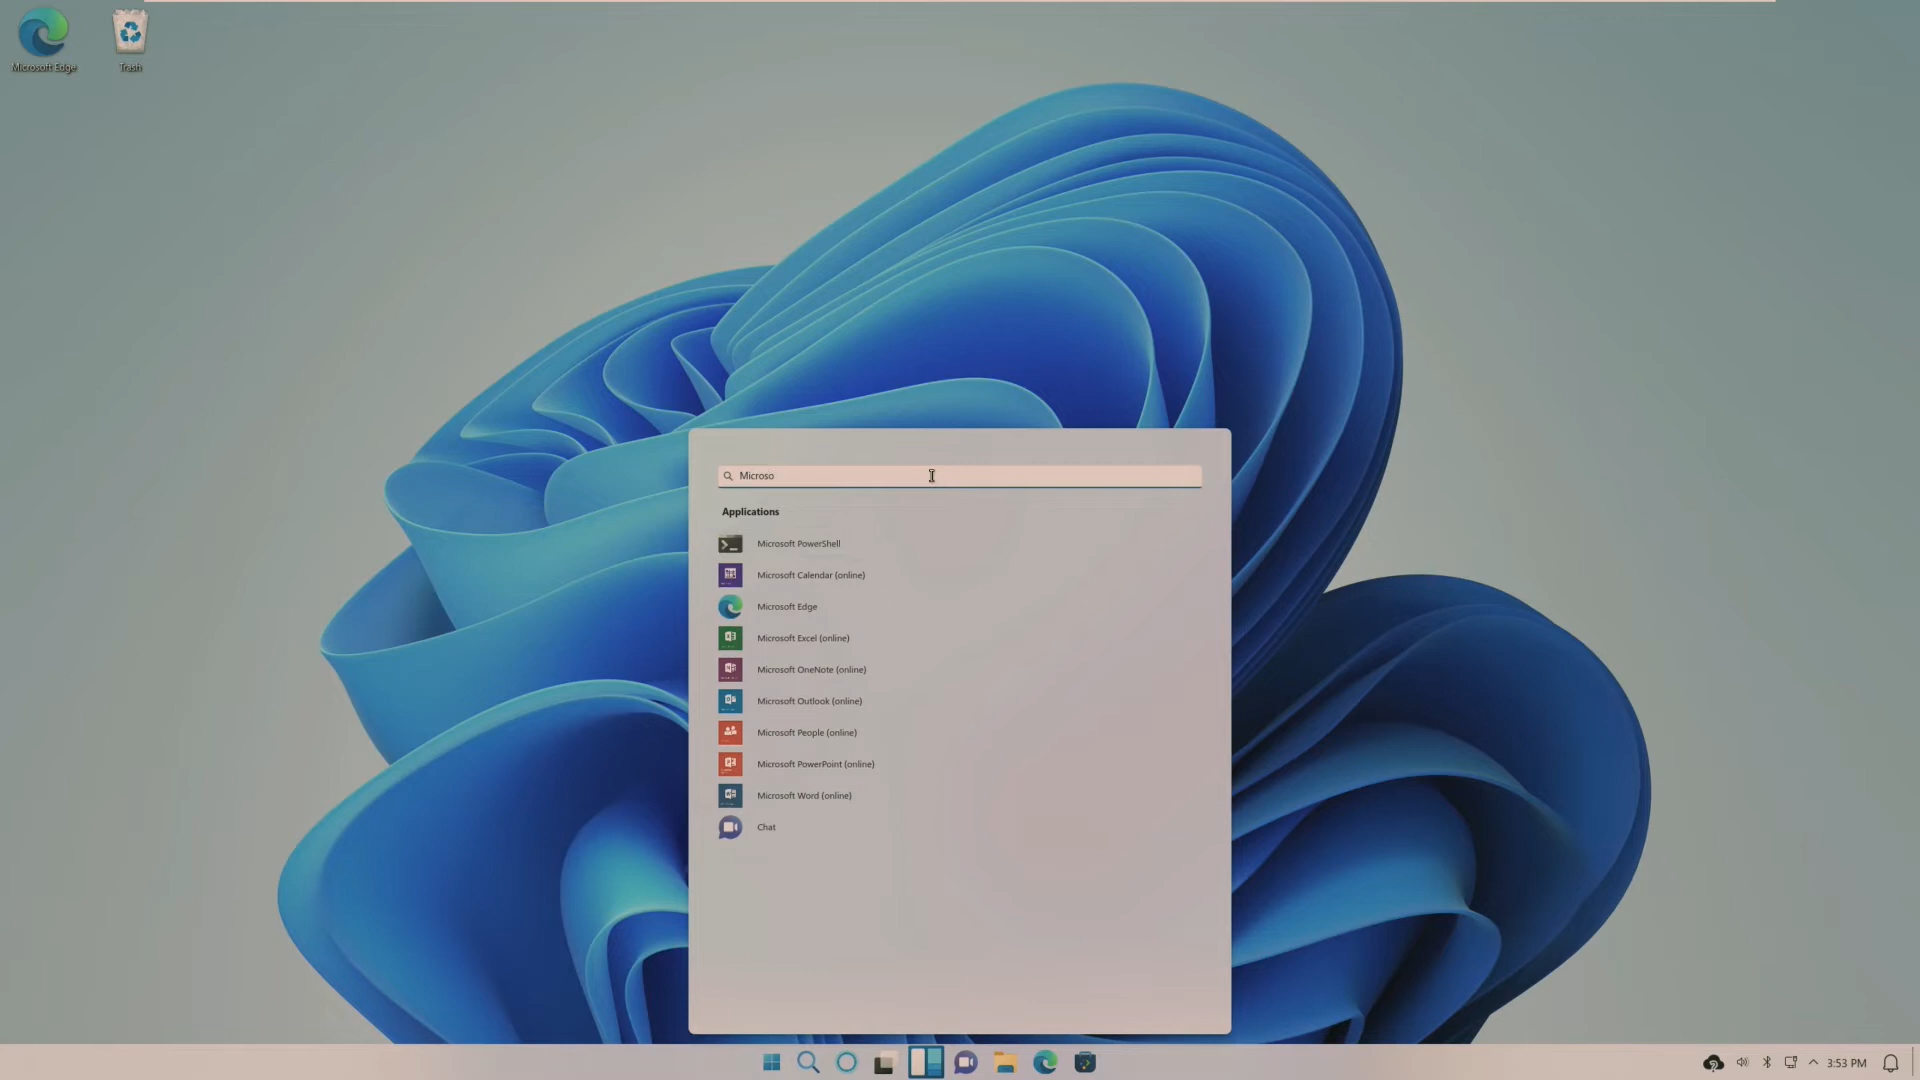 Microsoft Edge
Trash
Microso
Applications
Microsoft PowerShell
Microsoft Calendar (online)
Microsoft Edge
Microsoft Excel (online)
Microsoft OneNote (online)
Microsoft Outlook (online)
Microsoft People (online)
Microsoft PowerPoint (online)
Microsoft Word (online)
Chat
3:53 PM